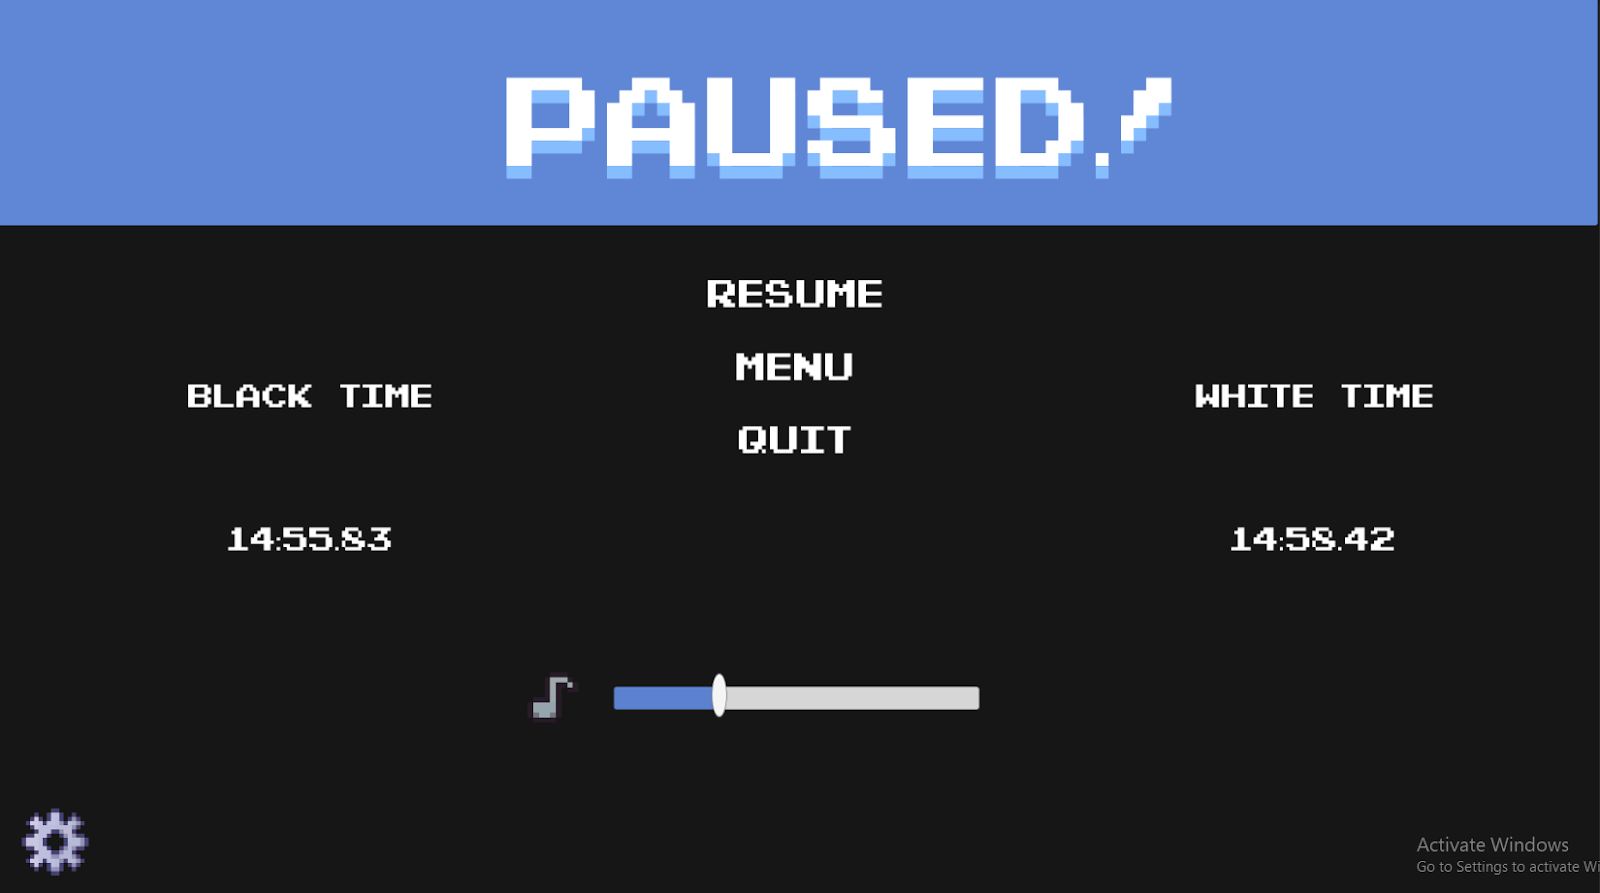 PAUSED!
RESUME
MENU
QUIT
BLACK TIME
14:55.83
WHITE TIME
14:58.42
Activate Windows
Go to Settings to activate